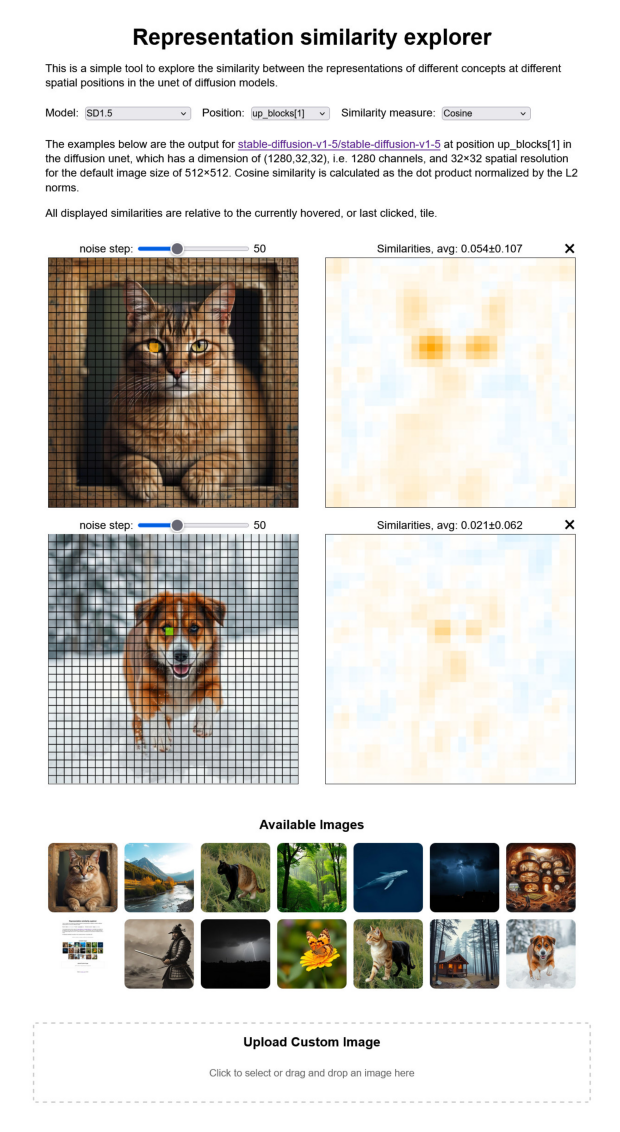 Representation similarity explorer
This is a simple tool to explore the similarity between the representations of different concepts at different
spatial positions in the unet of diffusion models.
Model: SD1.5 Position: up_blocks[1] Similarity measure: Cosine
The examples below are the output for stable-diffusion-v1-5/stable-diffusion-v1-5 at position up_blocks[1] in
the diffusion unet, which has a dimension of (1280,32,32), i.e. 1280 channels, and 32×32 spatial resolution
for the default image size of 512×512. Cosine similarity is calculated as the dot product normalized by the L2
norms.
All displayed similarities are relative to the currently hovered, or last clicked, tile.
noise step: 50 Similarities, avg: 0.054±0.107 ✕
noise step: 50 Similarities, avg: 0.021±0.062 ✕
Available Images
Upload Custom Image
Click to select or drag and drop an image here